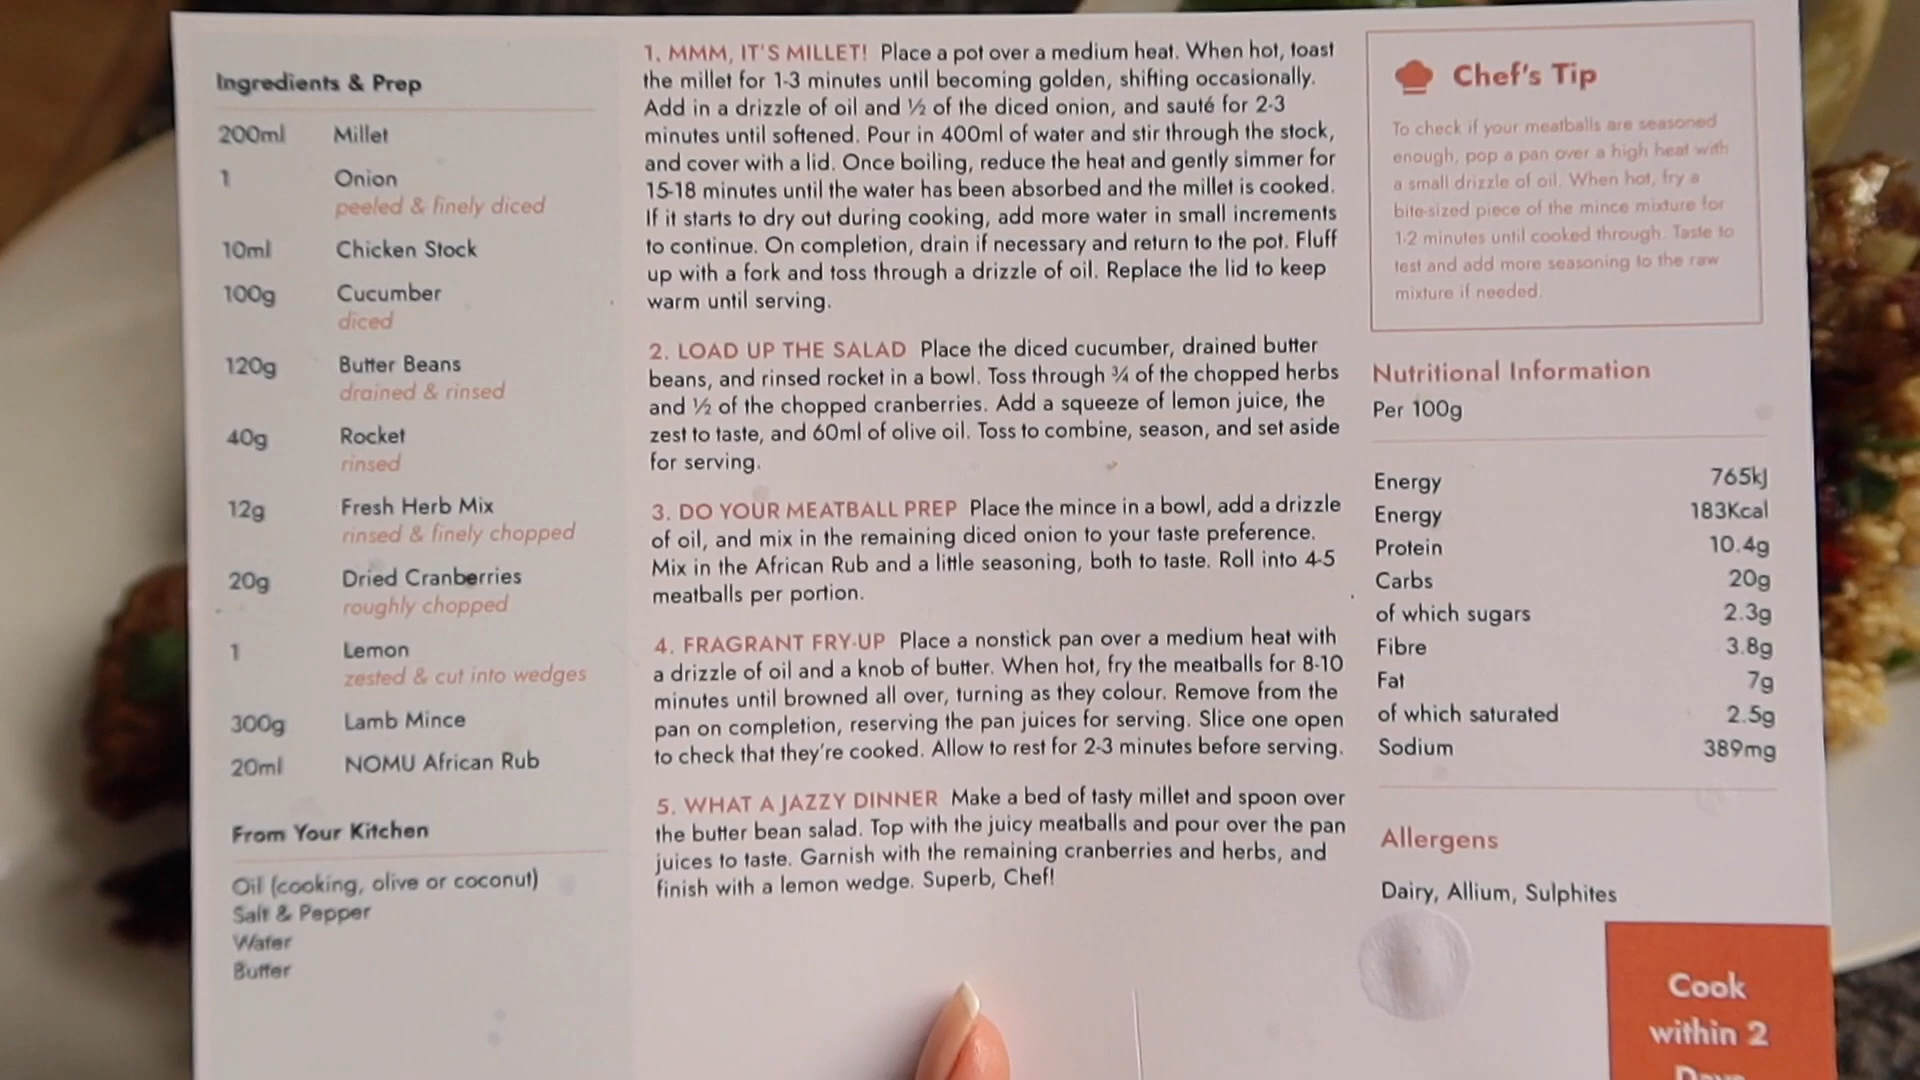 Ingredients & Prep
200ml Millet
1 Onion
peeled & finely diced
10ml Chicken Stock
100g Cucumber
diced
120g Butter Beans
drained & rinsed
40g Rocket
rinsed
12g Fresh Herb Mix
rinsed & finely chopped
20g Dried Cranberries
roughly chopped
1 Lemon
zested & cut into wedges
300g Lamb Mince
20ml NOMU African Rub
From Your Kitchen
Oil (cooking, olive or coconut)
Salt & Pepper
Water
Butter
1. MMM, IT'S MILLET! Place a pot over a medium heat. When hot, toast
the millet for 1-3 minutes until becoming golden, shifting occasionally.
Add in a drizzle of oil and ½ of the diced onion, and sauté for 2-3
minutes until softened. Pour in 400ml of water and stir through the stock,
and cover with a lid. Once boiling, reduce the heat and gently simmer for
15-18 minutes until the water has been absorbed and the millet is cooked.
If it starts to dry out during cooking, add more water in small increments
to continue. On completion, drain if necessary and return to the pot. Fluff
up with a fork and toss through a drizzle of oil. Replace the lid to keep
warm until serving.
2. LOAD UP THE SALAD Place the diced cucumber, drained butter
beans, and rinsed rocket in a bowl. Toss through ¾ of the chopped herbs
and ½ of the chopped cranberries. Add a squeeze of lemon juice, the
zest to taste, and 60ml of olive oil. Toss to combine, season, and set aside
for serving.
3. DO YOUR MEATBALL PREP Place the mince in a bowl, add a drizzle
of oil, and mix in the remaining diced onion to your taste preference.
Mix in the African Rub and a little seasoning, both to taste. Roll into 4-5
meatballs per portion.
4. FRAGRANT FRY-UP Place a nonstick pan over a medium heat with
a drizzle of oil and a knob of butter. When hot, fry the meatballs for 8-10
minutes until browned all over, turning as they colour. Remove from the
pan on completion, reserving the pan juices for serving. Slice one open
to check that they're cooked. Allow to rest for 2-3 minutes before serving.
5. WHAT A JAZZY DINNER Make a bed of tasty millet and spoon over
the butter bean salad. Top with the juicy meatballs and pour over the pan
juices to taste. Garnish with the remaining cranberries and herbs, and
finish with a lemon wedge. Superb, Chef!
Chef's Tip
To check if your meatballs are seasoned
enough, pop a pan over a high heat with
a small drizzle of oil. When hot, fry a
bite-sized piece of the mince mixture for
1-2 minutes until cooked through. Taste to
test and add more seasoning to the raw
mixture if needed.
Nutritional Information
Per 100g
Energy 765kJ
Energy 183Kcal
Protein 10.4g
Carbs 20g
of which sugars 2.3g
Fibre 3.8g
Fat 7g
of which saturated 2.5g
Sodium 389mg
Allergens
Dairy, Allium, Sulphites
Cook
within 2
Days